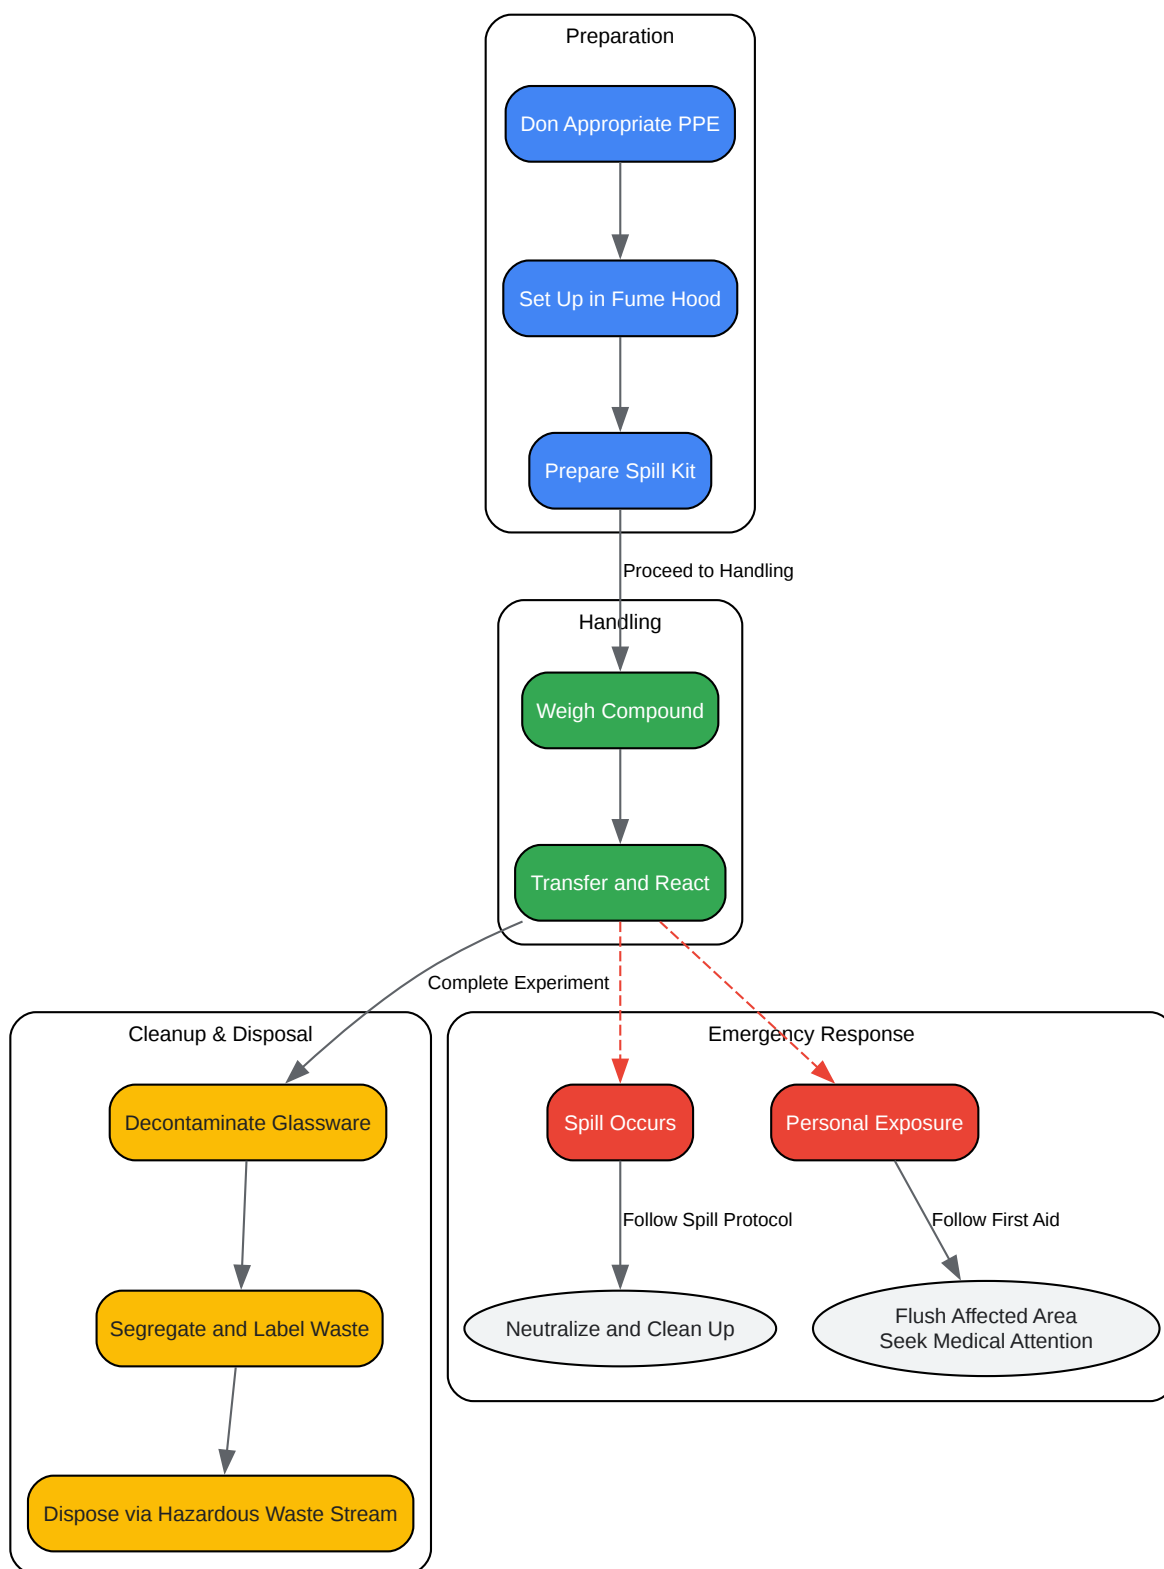 Preparation
Don Appropriate PPE
Set Up in Fume Hood
Prepare Spill Kit
Proceed to Handling
Handling
Weigh Compound
Transfer and React
Complete Experiment
Cleanup & Disposal
Decontaminate Glassware
Segregate and Label Waste
Dispose via Hazardous Waste Stream
Emergency Response
Spill Occurs
Follow Spill Protocol
Neutralize and Clean Up
Personal Exposure
Follow First Aid
Flush Affected Area
Seek Medical Attention